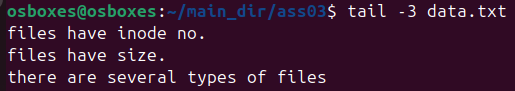 osboxes@osboxes:~/main_dir/ass03$ tail -3 data.txt
files have inode no.
files have size.
there are several types of files